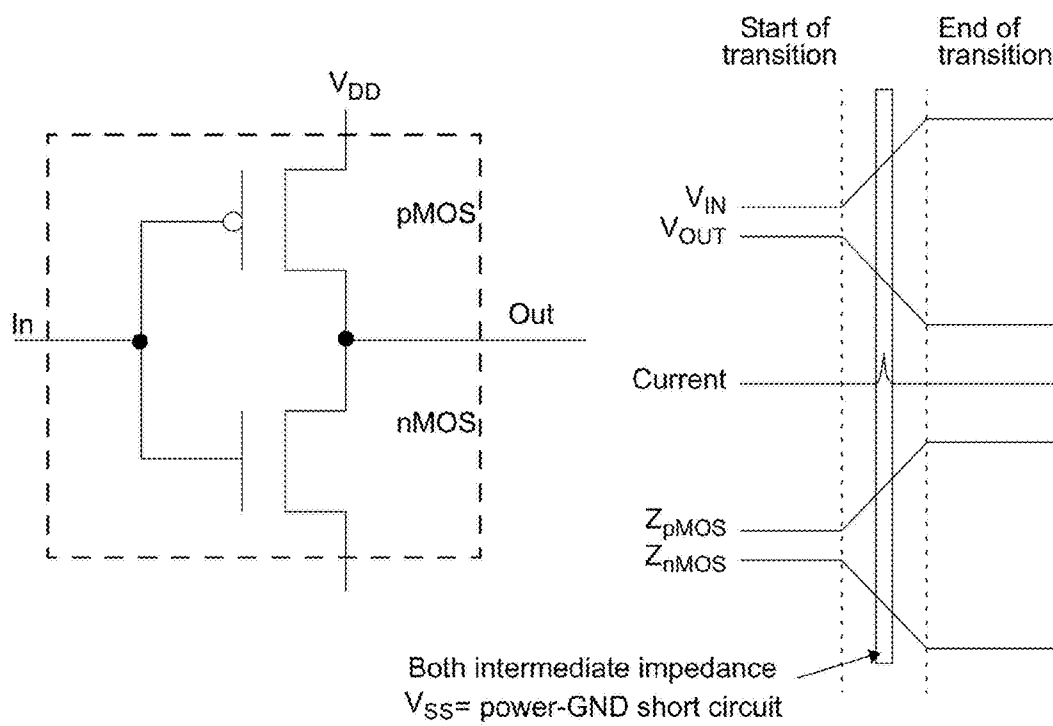 Start of
transition
End of
transition
VDD
pMOS
In
Out
nMOS
VIN
VOUT
Current
ZpMOS
ZnMOS
Both intermediate impedance
VSS= power-GND short circuit